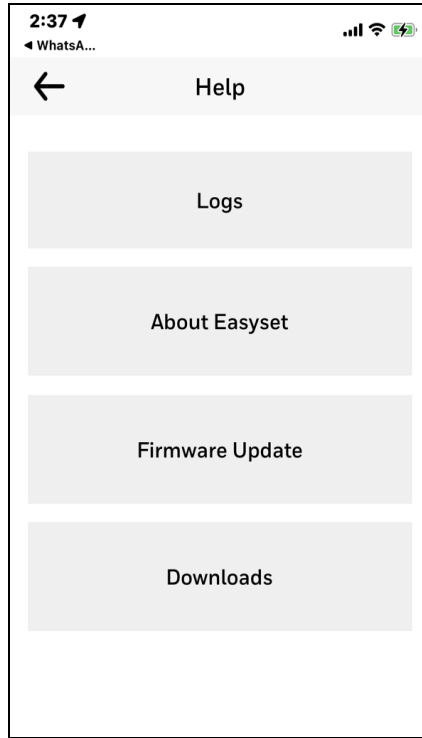 2:37
◀ WhatsA...
Help
Logs
About Easyset
Firmware Update
Downloads